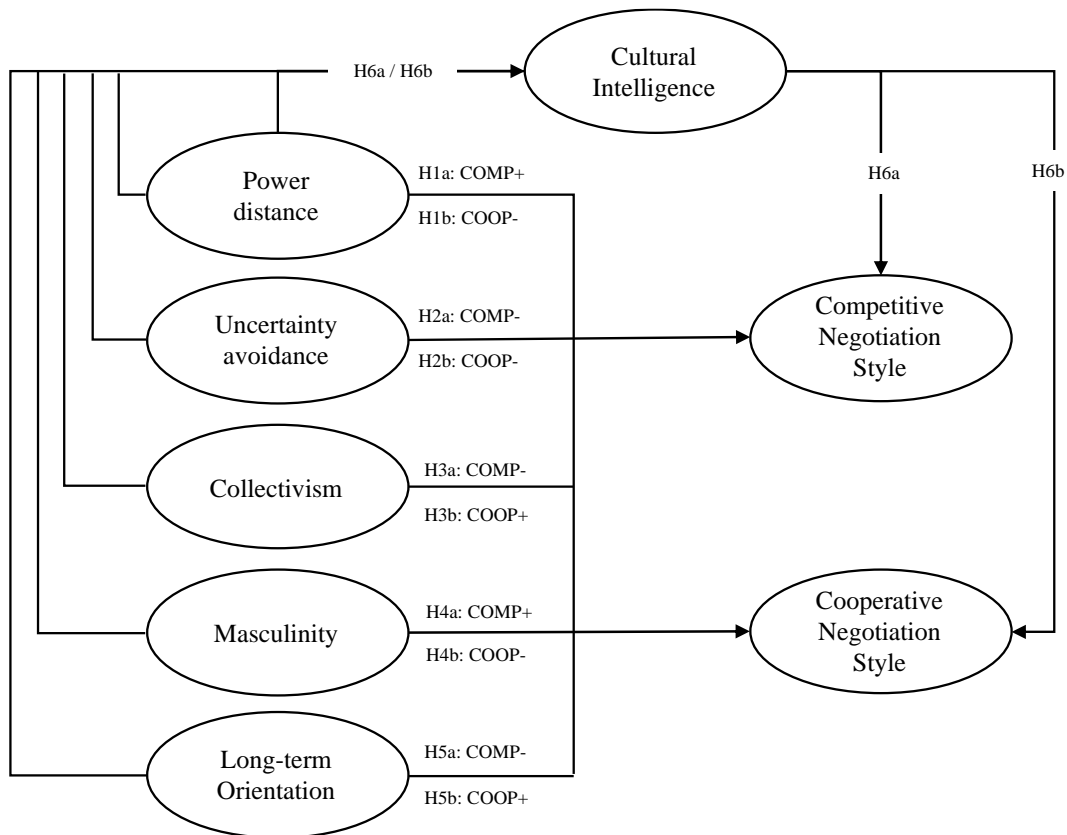 Cultural
Intelligence
H6a / H6b
H6a
H6b
Power
distance
H1a: COMP+
H1b: COOP-
Uncertainty
avoidance
H2a: COMP-
H2b: COOP-
Competitive
Negotiation
Style
Collectivism
H3a: COMP-
H3b: COOP+
Masculinity
H4a: COMP+
H4b: COOP-
Cooperative
Negotiation
Style
Long-term
Orientation
H5a: COMP-
H5b: COOP+